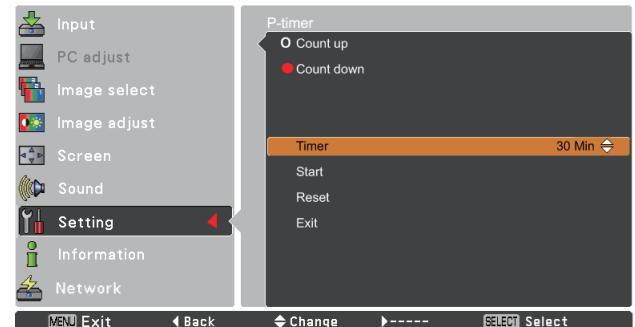 Input
PC adjust
Image select
Image adjust
Screen
Sound
Setting
Information
Network
P-timer
O Count up
Count down
Timer 30 Min
Start
Reset
Exit
MENU Exit Back Change ----- SELECT Select